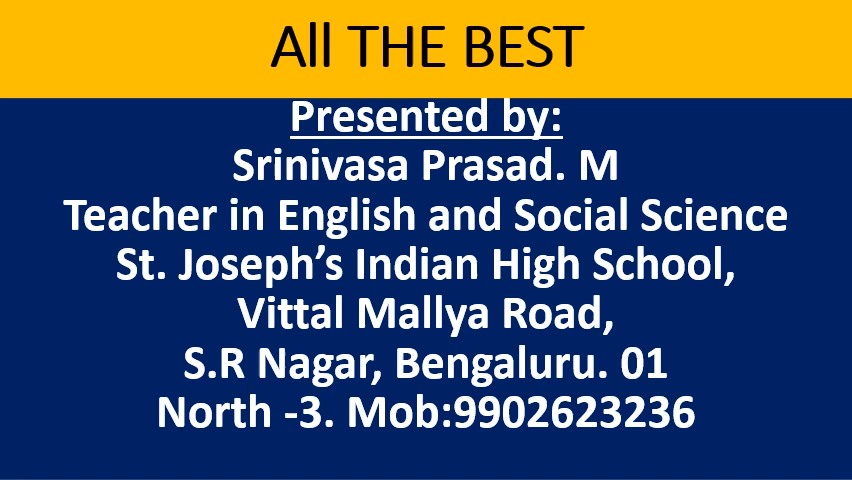 All THE BEST
Presented by:
Srinivasa Prasad. M
Teacher in English and Social Science
St. Joseph’s Indian High School,
Vittal Mallya Road,
S.R Nagar, Bengaluru. 01
North -3. Mob:9902623236